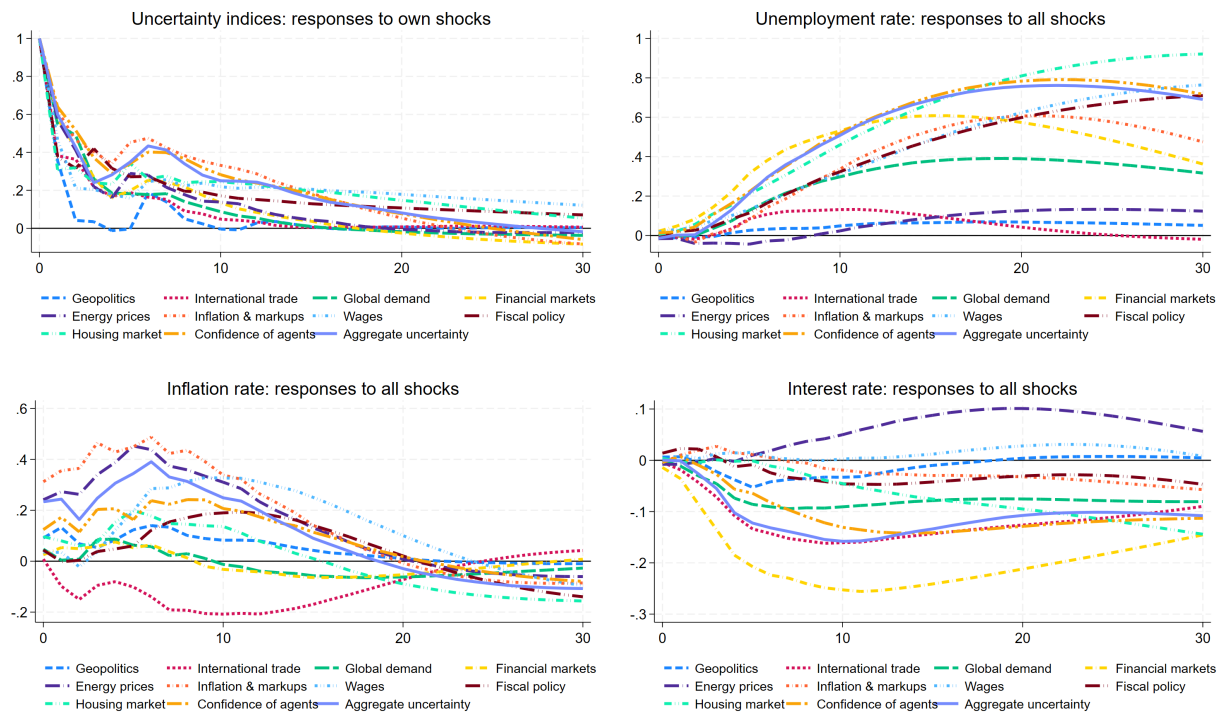 Uncertainty indices: responses to own shocks
1
.8
.6
.4
.2
0
0 10 20 30
Geopolitics International trade Global demand Financial markets
Energy prices Inflation & markups Wages Fiscal policy
Housing market Confidence of agents Aggregate uncertainty
Unemployment rate: responses to all shocks
1
.8
.6
.4
.2
0
0 10 20 30
Geopolitics International trade Global demand Financial markets
Energy prices Inflation & markups Wages Fiscal policy
Housing market Confidence of agents Aggregate uncertainty
Inflation rate: responses to all shocks
.6
.4
.2
0
-.2
0 10 20 30
Geopolitics International trade Global demand Financial markets
Energy prices Inflation & markups Wages Fiscal policy
Housing market Confidence of agents Aggregate uncertainty
Interest rate: responses to all shocks
.1
0
-.1
-.2
-.3
0 10 20 30
Geopolitics International trade Global demand Financial markets
Energy prices Inflation & markups Wages Fiscal policy
Housing market Confidence of agents Aggregate uncertainty